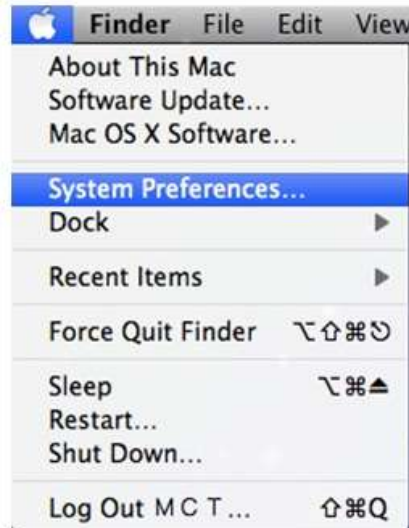 Finder File Edit View
About This Mac
Software Update...
Mac OS X Software...
System Preferences...
Dock ▶
Recent Items ▶
Force Quit Finder ⌥⇧⌘⎋
Sleep ⌥⌘⏏
Restart...
Shut Down...
Log Out M C T... ⇧⌘Q